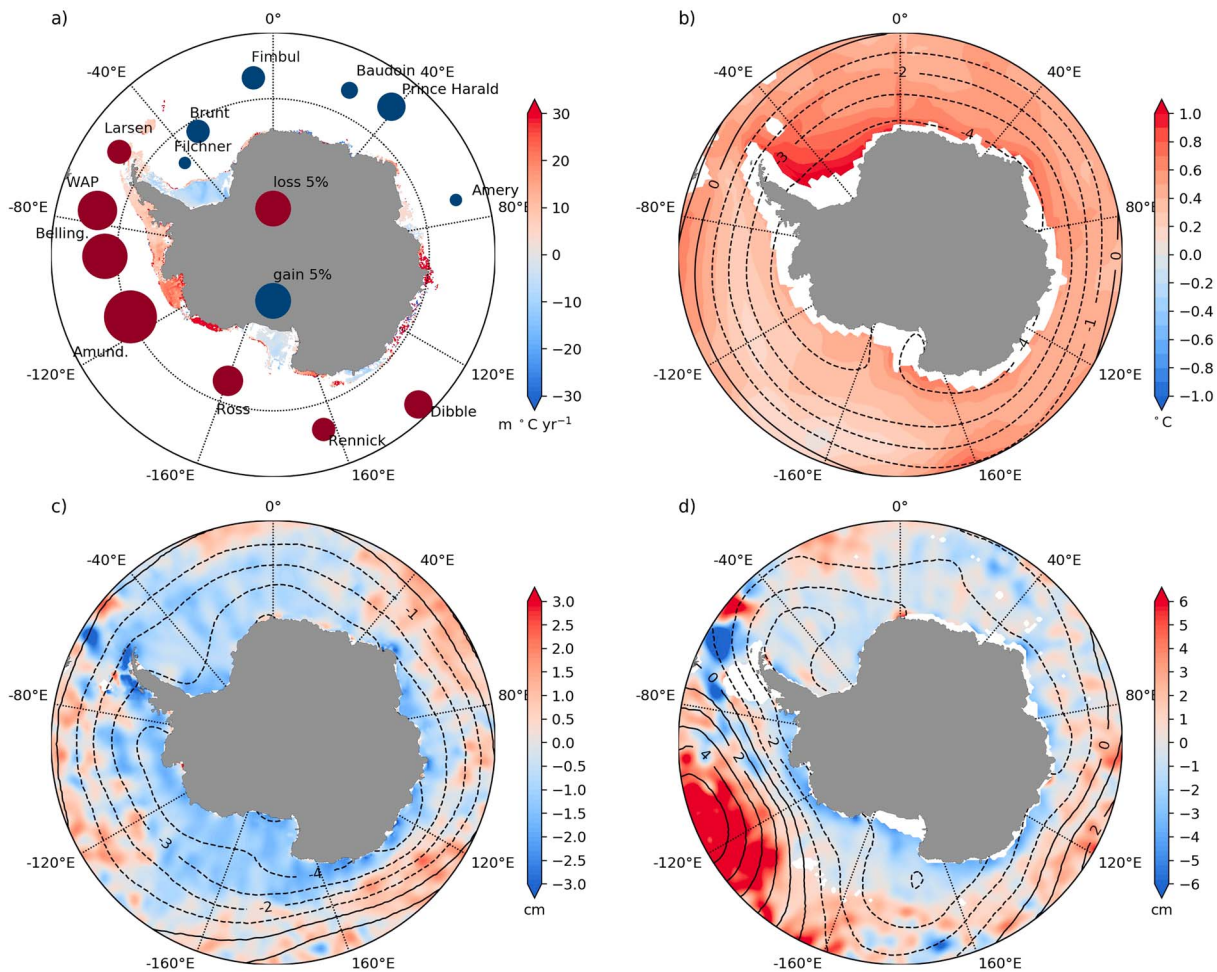 a)
0°
-40°E
40°E
Fimbul
Baudoin
Prince Harald
Brunt
Larsen
Filchner
WAP
loss 5%
Amery
-80°E
80°E
Belling.
gain 5%
Amund.
-120°E
120°E
Ross
Dibble
Rennick
-160°E
160°E
30
20
10
0
−10
−20
−30
m °C yr⁻¹
b)
0°
-40°E
40°E
-2
-4
3
0
-80°E
80°E
0
-1
-4
-120°E
120°E
-160°E
160°E
1.0
0.8
0.6
0.4
0.2
0.0
−0.2
−0.4
−0.6
−0.8
−1.0
°C
c)
0°
-40°E
40°E
-1
-80°E
80°E
-120°E
120°E
-3
-4
-2
-160°E
160°E
3.0
2.5
2.0
1.5
1.0
0.5
0.0
−0.5
−1.0
−1.5
−2.0
−2.5
−3.0
cm
d)
0°
-40°E
40°E
0
-80°E
80°E
-2
2
4
0
2
-120°E
120°E
-160°E
160°E
6
5
4
3
2
1
0
−1
−2
−3
−4
−5
−6
cm